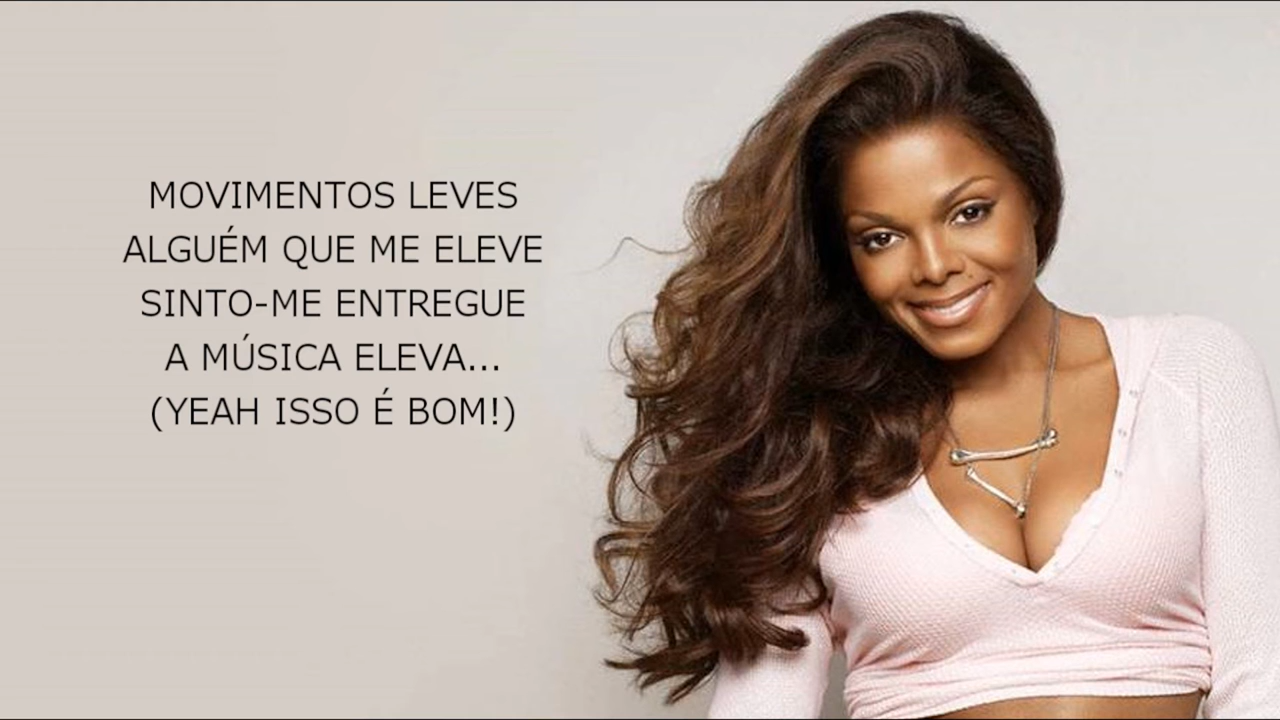 MOVIMENTOS LEVES
ALGUÉM QUE ME ELEVE
SINTO-ME ENTREGUE
A MÚSICA ELEVA...
(YEAH ISSO É BOM!)